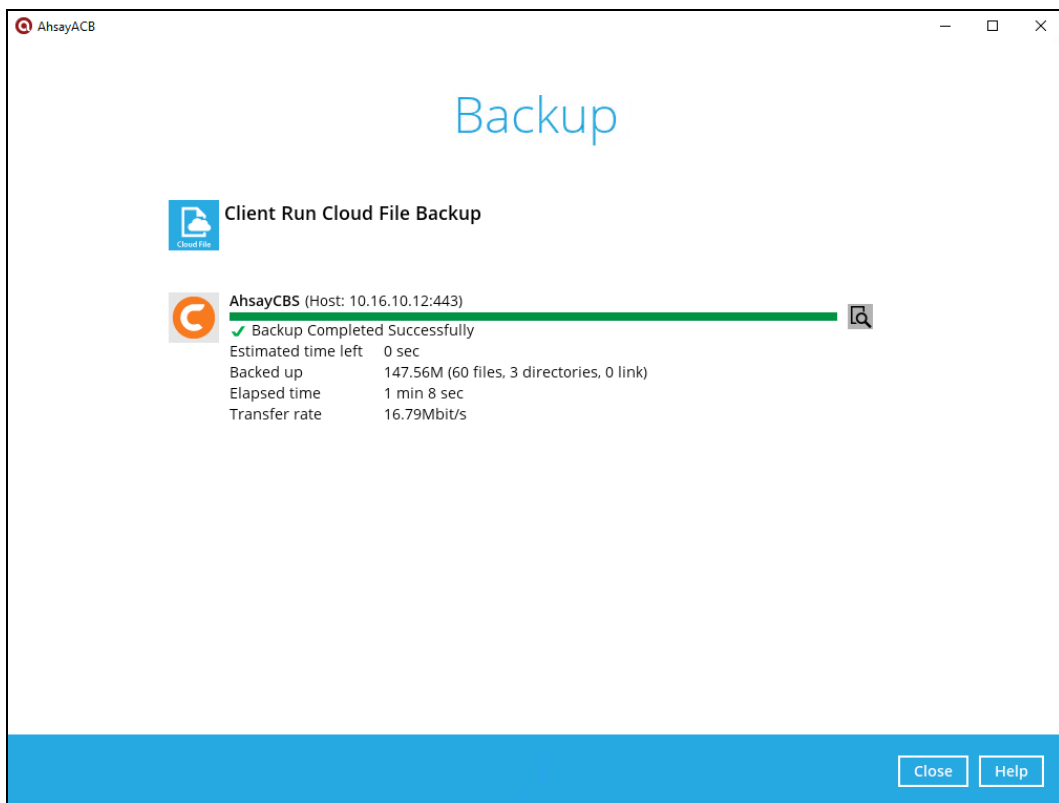 AhsayACB
Backup
Client Run Cloud File Backup
Cloud File
AhsayCBS (Host: 10.16.10.12:443)
Backup Completed Successfully
Estimated time left 0 sec
Backed up 147.56M (60 files, 3 directories, 0 link)
Elapsed time 1 min 8 sec
Transfer rate 16.79Mbit/s
Close Help